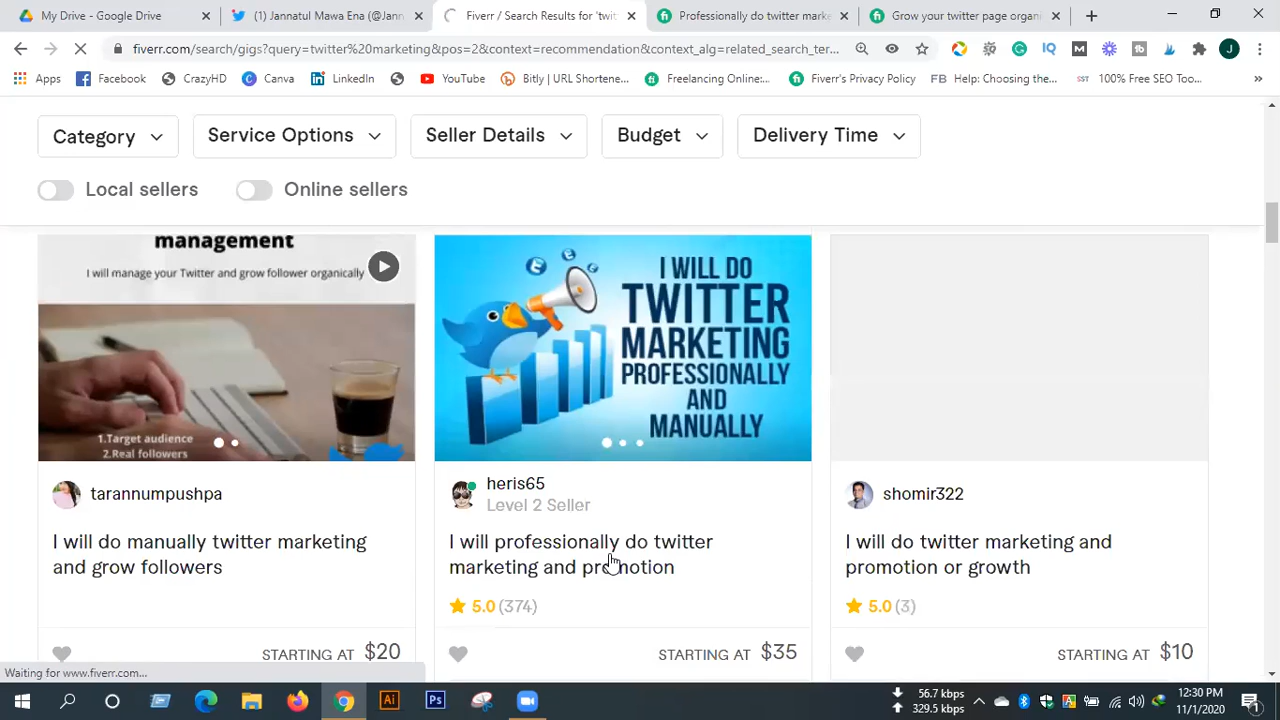 My Drive - Google Drive
(1) Jannatul Mawa Ena (@Jann
Fiverr / Search Results for 'twit
Professionally do twitter market
Grow your twitter page organi
fiverr.com/search/gigs?query=twitter%20marketing&pos=2&context=recommendation&context_alg=related_search_ter...
J
Apps
Facebook
CrazyHD
Canva
LinkedIn
YouTube
Bitly | URL Shortene...
Freelancing Online:...
Fiverr's Privacy Policy
FB Help: Choosing the...
SST 100% Free SEO Too...
Category
Service Options
Seller Details
Budget
Delivery Time
Local sellers
Online sellers
management
I will manage your Twitter and grow follower organically
1.Target audience
2.Real followers
I WILL DO
TWITTER
MARKETING
PROFESSIONALLY
AND
MANUALLY
tarannumpushpa
I will do manually twitter marketing
and grow followers
STARTING AT $20
heris65
Level 2 Seller
I will professionally do twitter
marketing and promotion
5.0 (374)
STARTING AT $35
shomir322
I will do twitter marketing and
promotion or growth
5.0 (3)
STARTING AT $10
Waiting for www.fiverr.com...
56.7 kbps
329.5 kbps
12:30 PM
11/1/2020